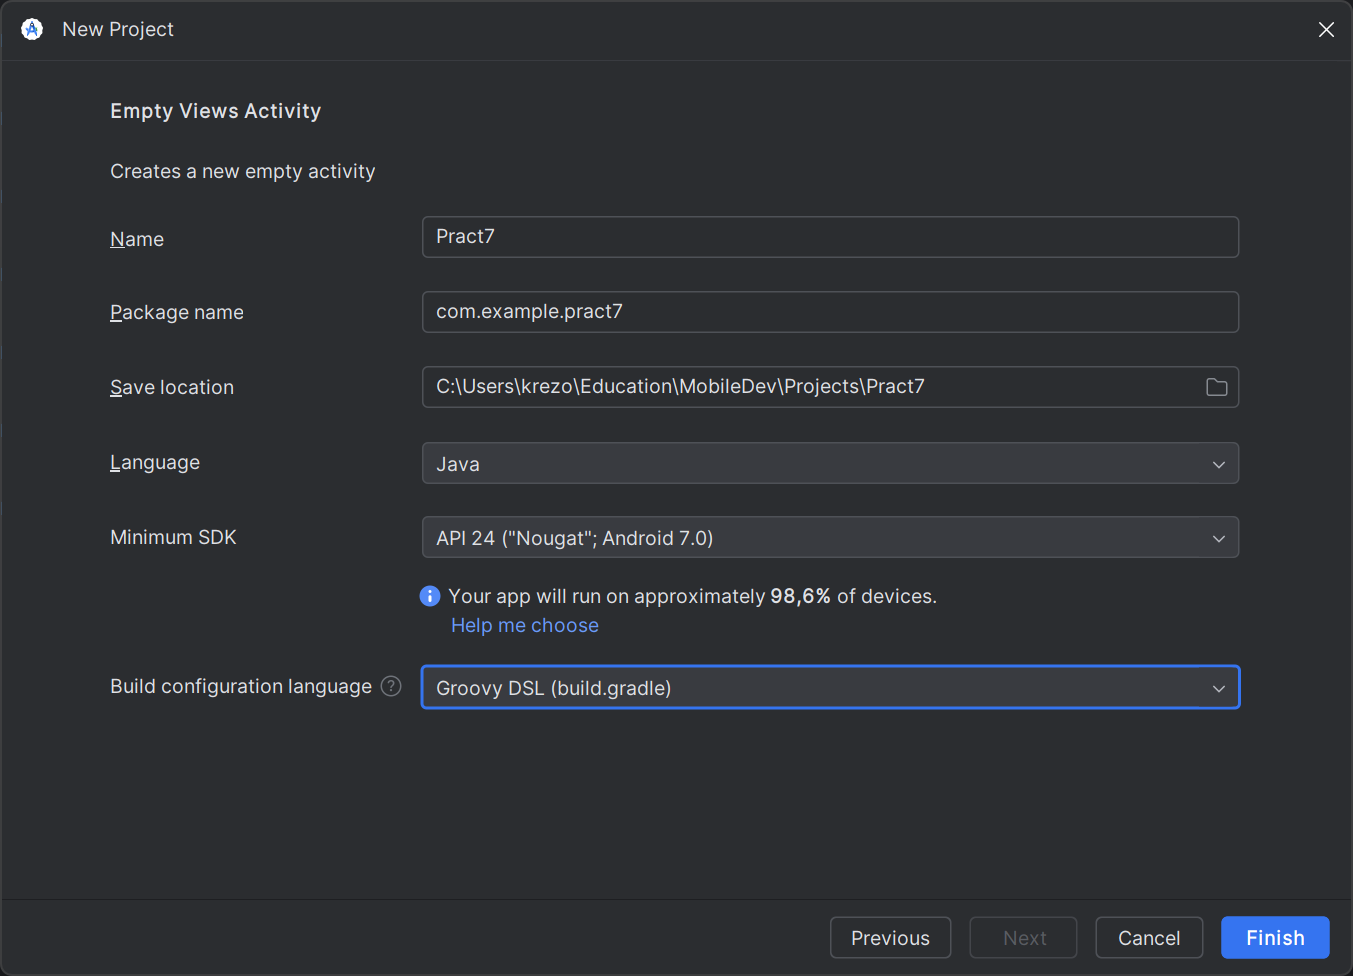 New Project
Empty Views Activity
Creates a new empty activity
Name
Pract7
Package name
com.example.pract7
Save location
C:\Users\krezo\Education\MobileDev\Projects\Pract7
Language
Java
Minimum SDK
API 24 ("Nougat"; Android 7.0)
Your app will run on approximately 98,6% of devices.
Help me choose
Build configuration language ?
Groovy DSL (build.gradle)
Previous
Next
Cancel
Finish